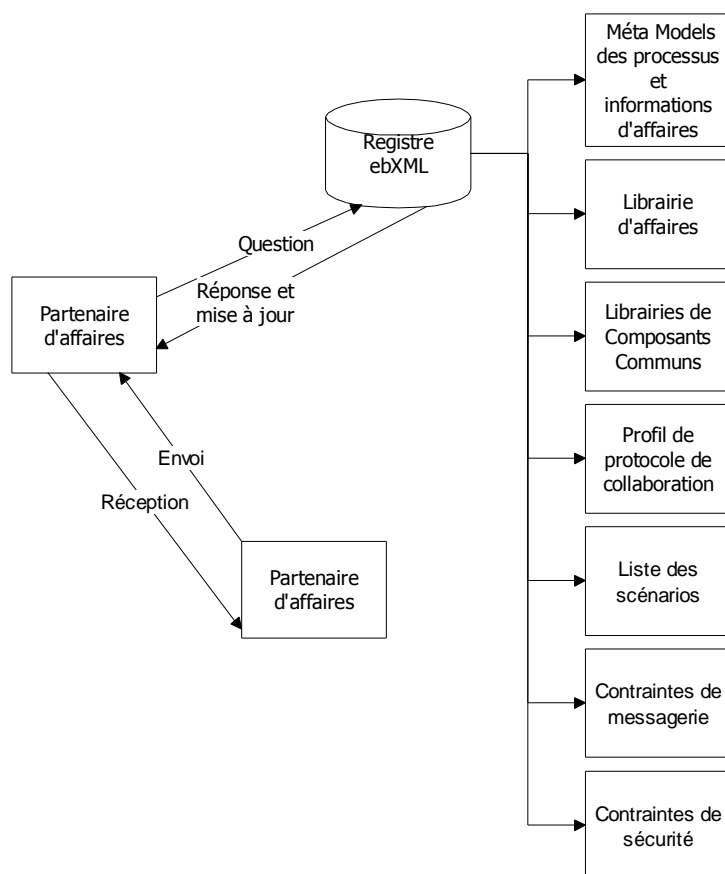 Méta Models
des processus
et
informations
d'affaires
Registre
ebXML
Librairie
d'affaires
Question
Réponse et
mise à jour
Partenaire
d'affaires
Librairies de
Composants
Communs
Profil de
protocole de
collaboration
Envoi
Réception
Partenaire
d'affaires
Liste des
scénarios
Contraintes de
messagerie
Contraintes de
sécurité